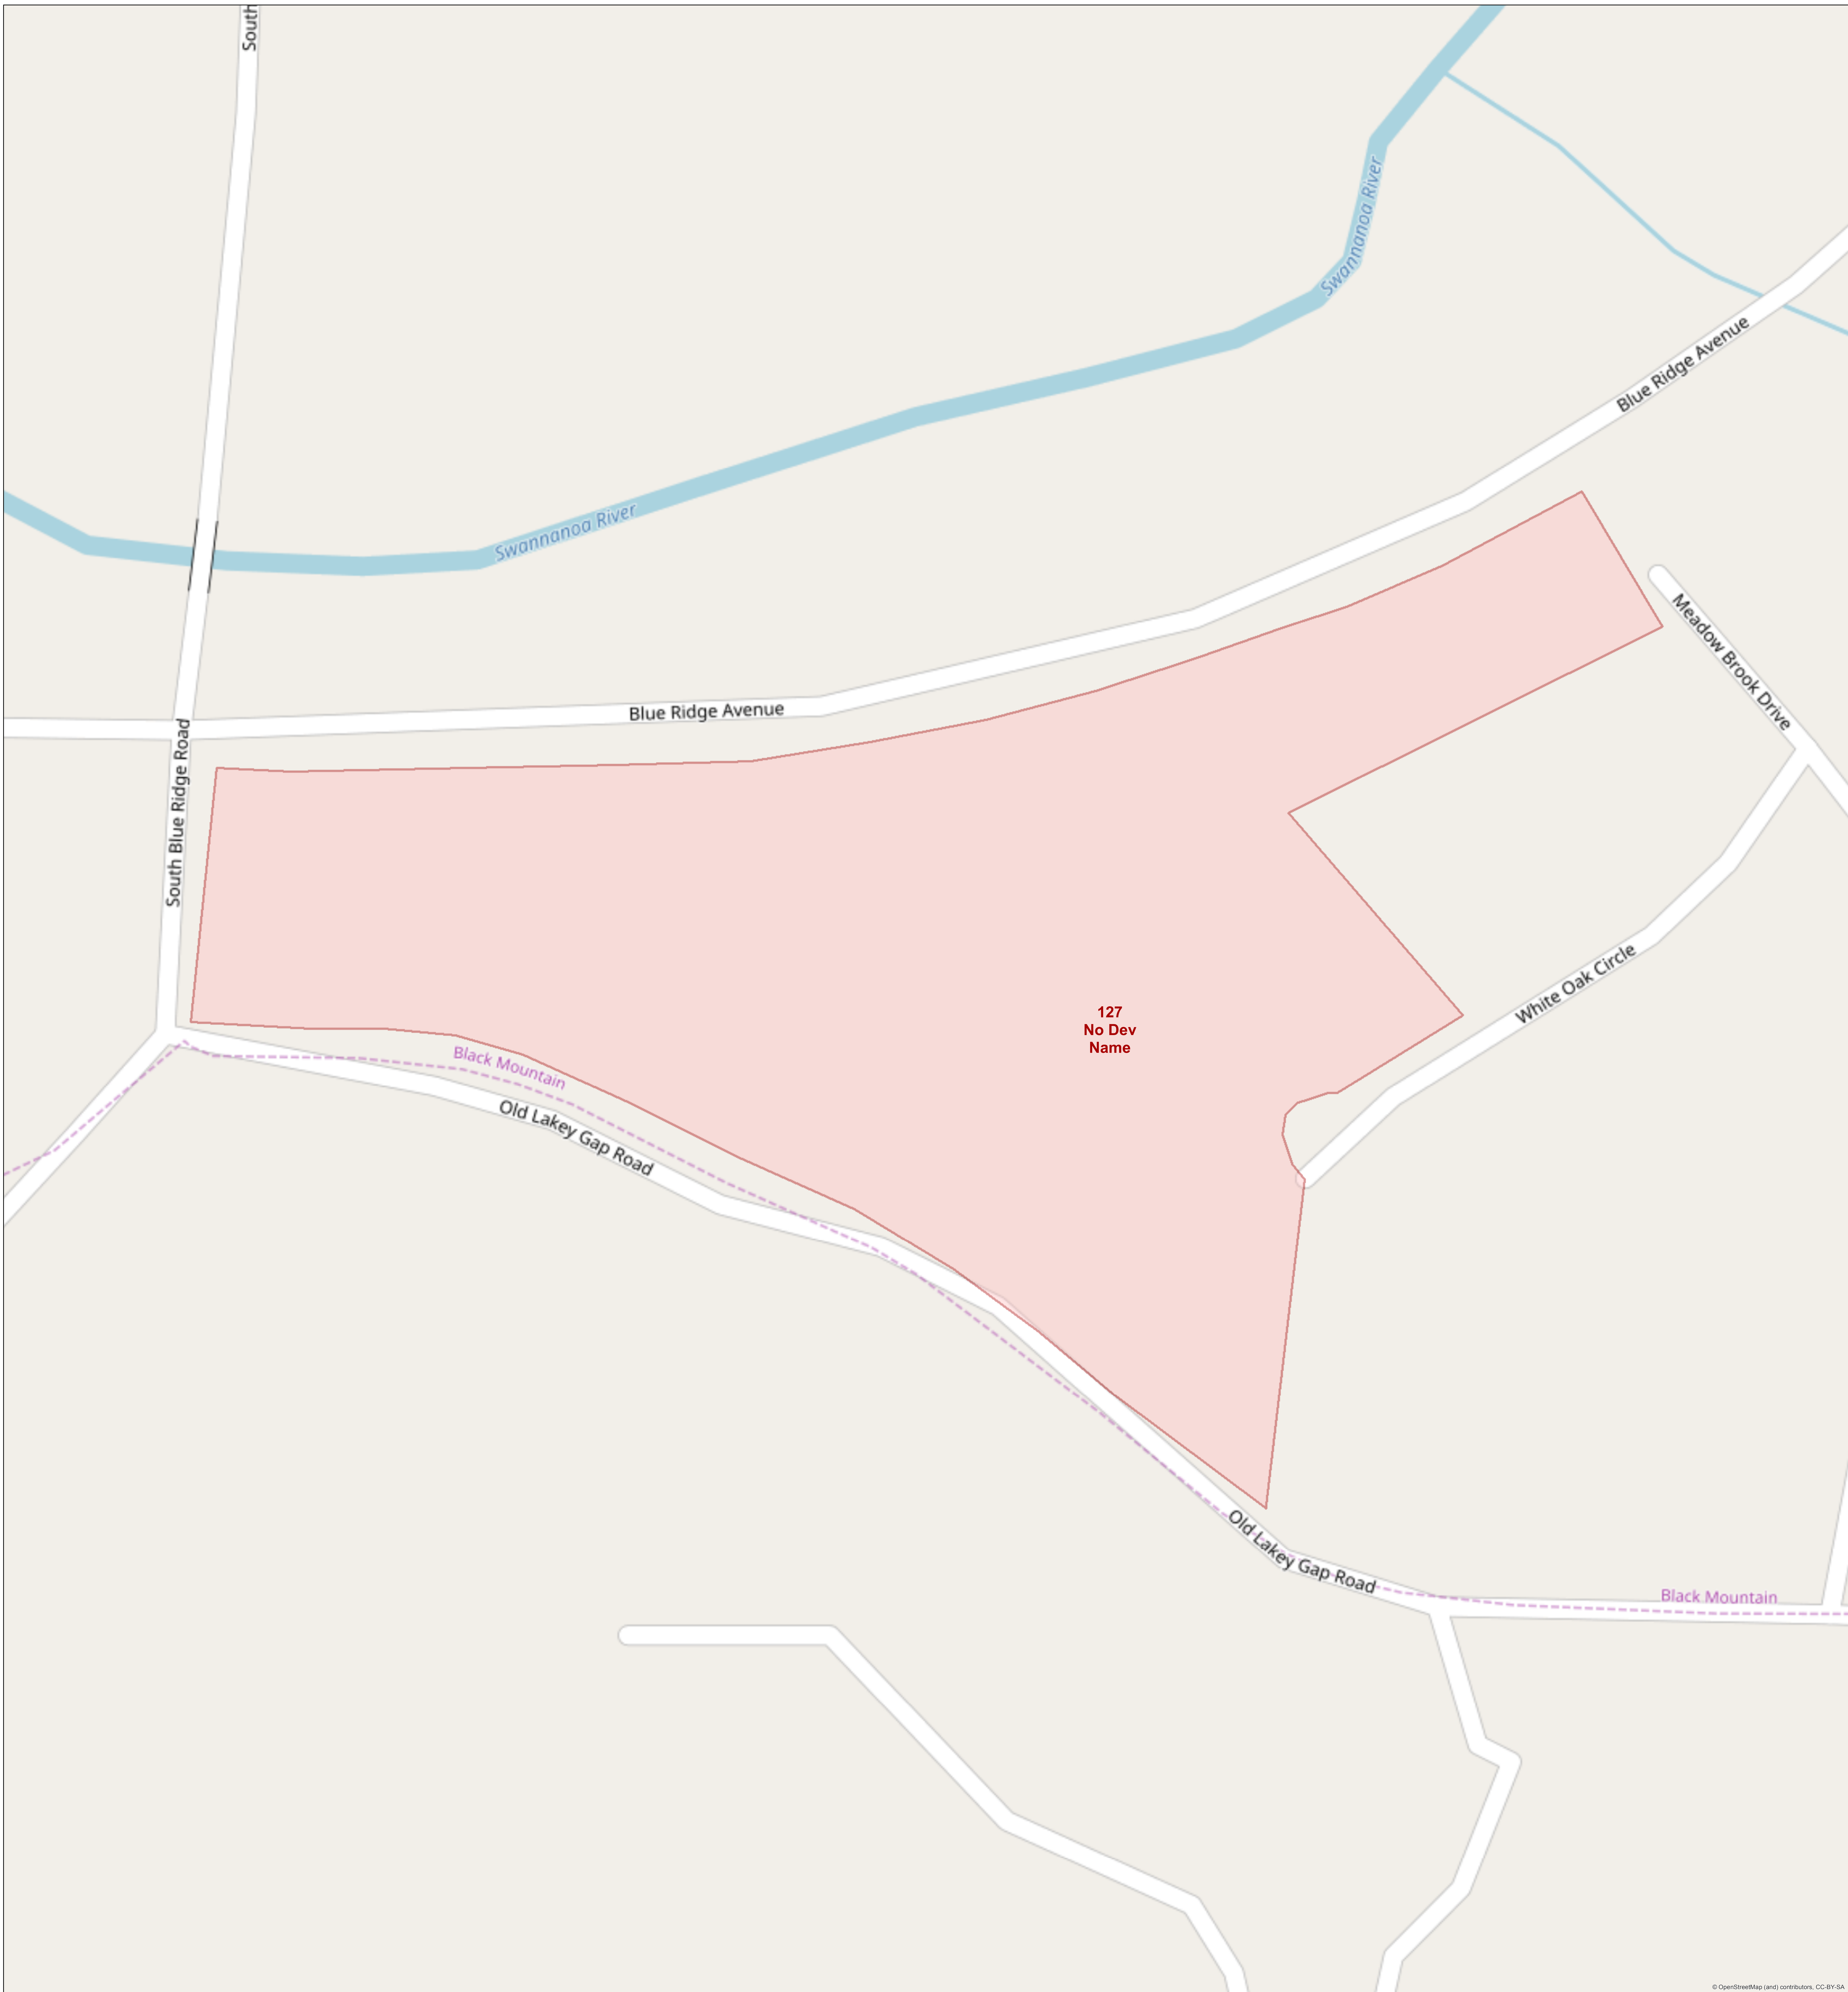 South
Swannanoa River
Blue Ridge Avenue
Swannanoa River
Meadow Brook Drive
Blue Ridge Avenue
South Blue Ridge Road
White Oak Circle
127
No Dev
Name
Black Mountain
Old Lakey Gap Road
Old Lakey Gap Road
Black Mountain
© OpenStreetMap (and) contributors, CC-BY-SA